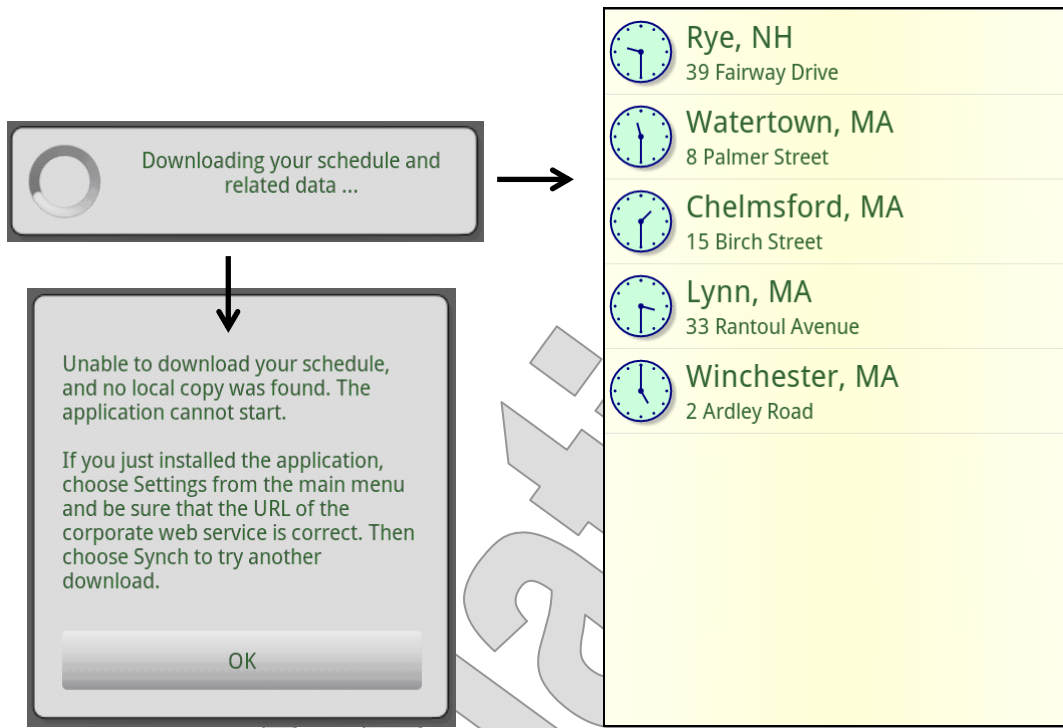 Downloading your schedule and
related data ...
Unable to download your schedule,
and no local copy was found. The
application cannot start.
If you just installed the application,
choose Settings from the main menu
and be sure that the URL of the
corporate web service is correct. Then
choose Synch to try another
download.
OK
Rye, NH
39 Fairway Drive
Watertown, MA
8 Palmer Street
Chelmsford, MA
15 Birch Street
Lynn, MA
33 Rantoul Avenue
Winchester, MA
2 Ardley Road